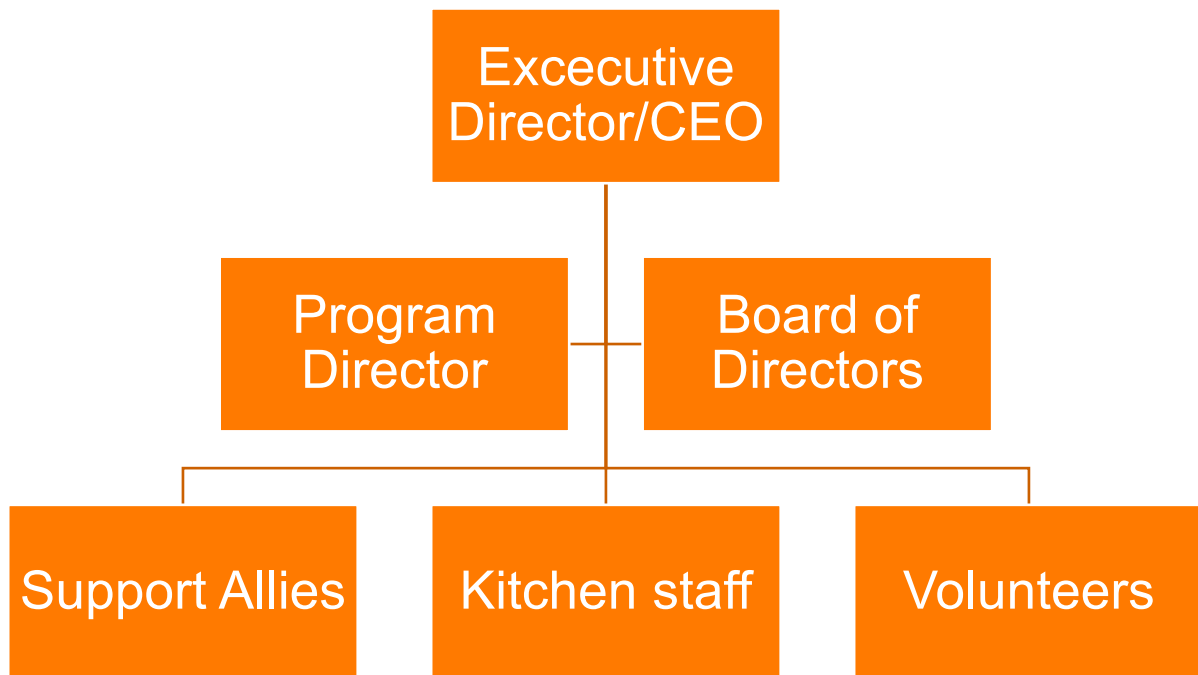 Excecutive
Director/CEO
Program
Director
Board of
Directors
Support Allies
Kitchen staff
Volunteers